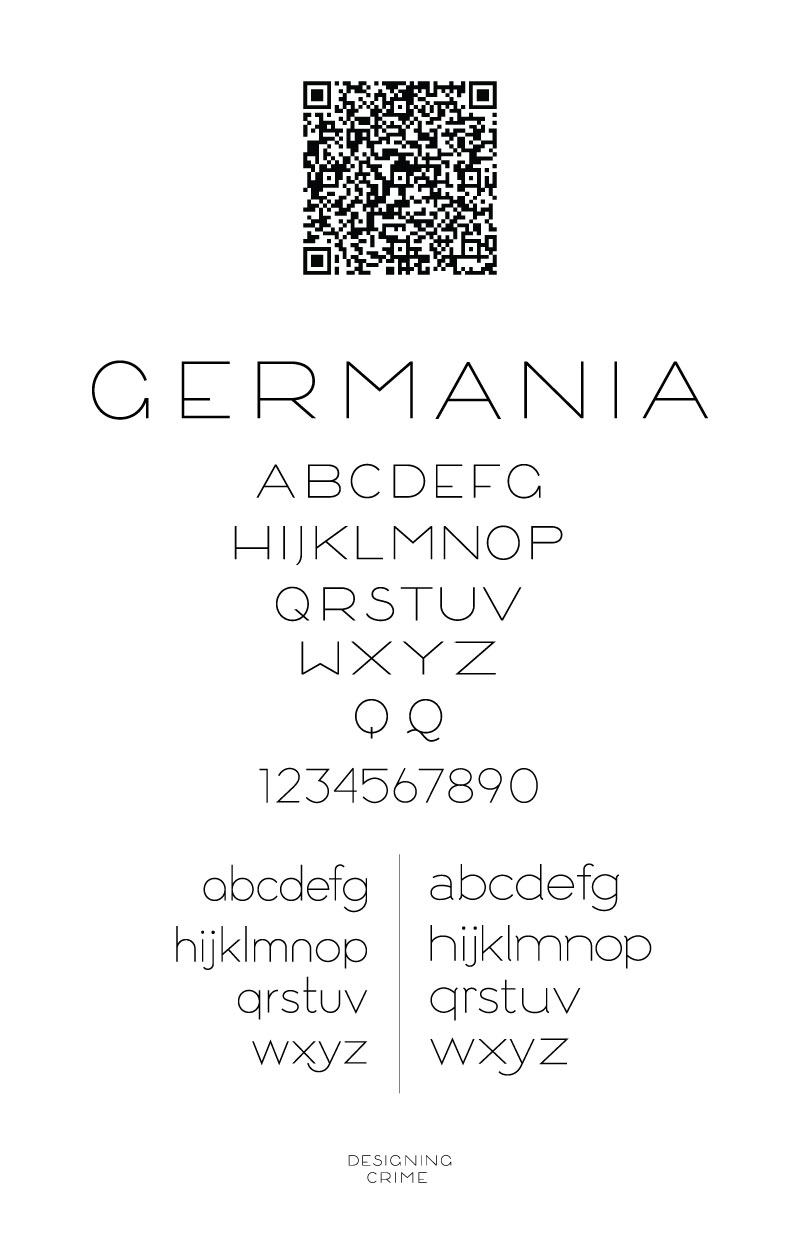 GERMANIA
ABCDEFG
HIJKLMNOP
QRSTUV
WXYZ
Q Q
1234567890
abcdefg
hijklmnop
qrstuv
wxyz
abcdefg
hijklmnop
qrstuv
wxyz
DESIGNING
CRIME